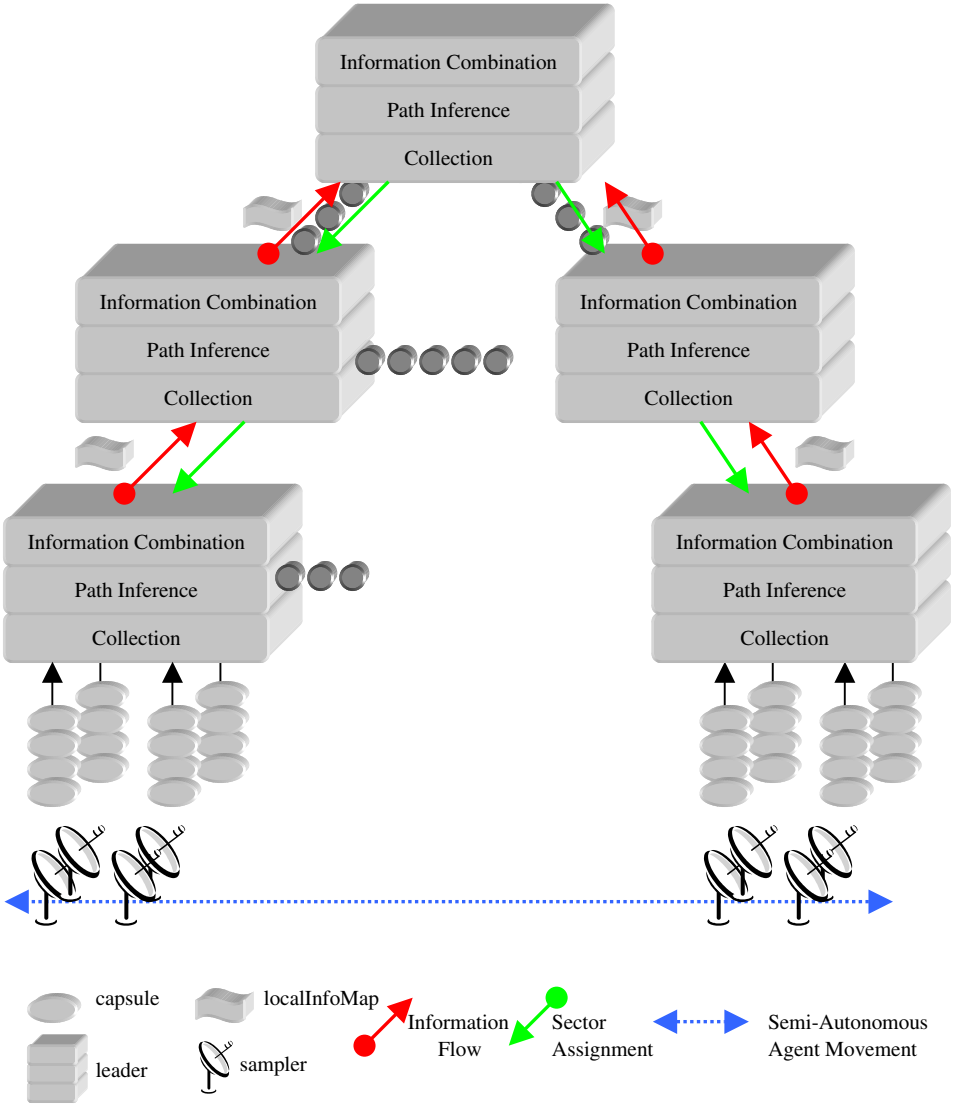 Information Combination
Path Inference
Collection
Information Combination
Path Inference
Collection
Information Combination
Path Inference
Collection
Information Combination
Path Inference
Collection
Information Combination
Path Inference
Collection
capsule
localInfoMap
leader
sampler
Information
Flow
Sector
Assignment
Semi-Autonomous
Agent Movement